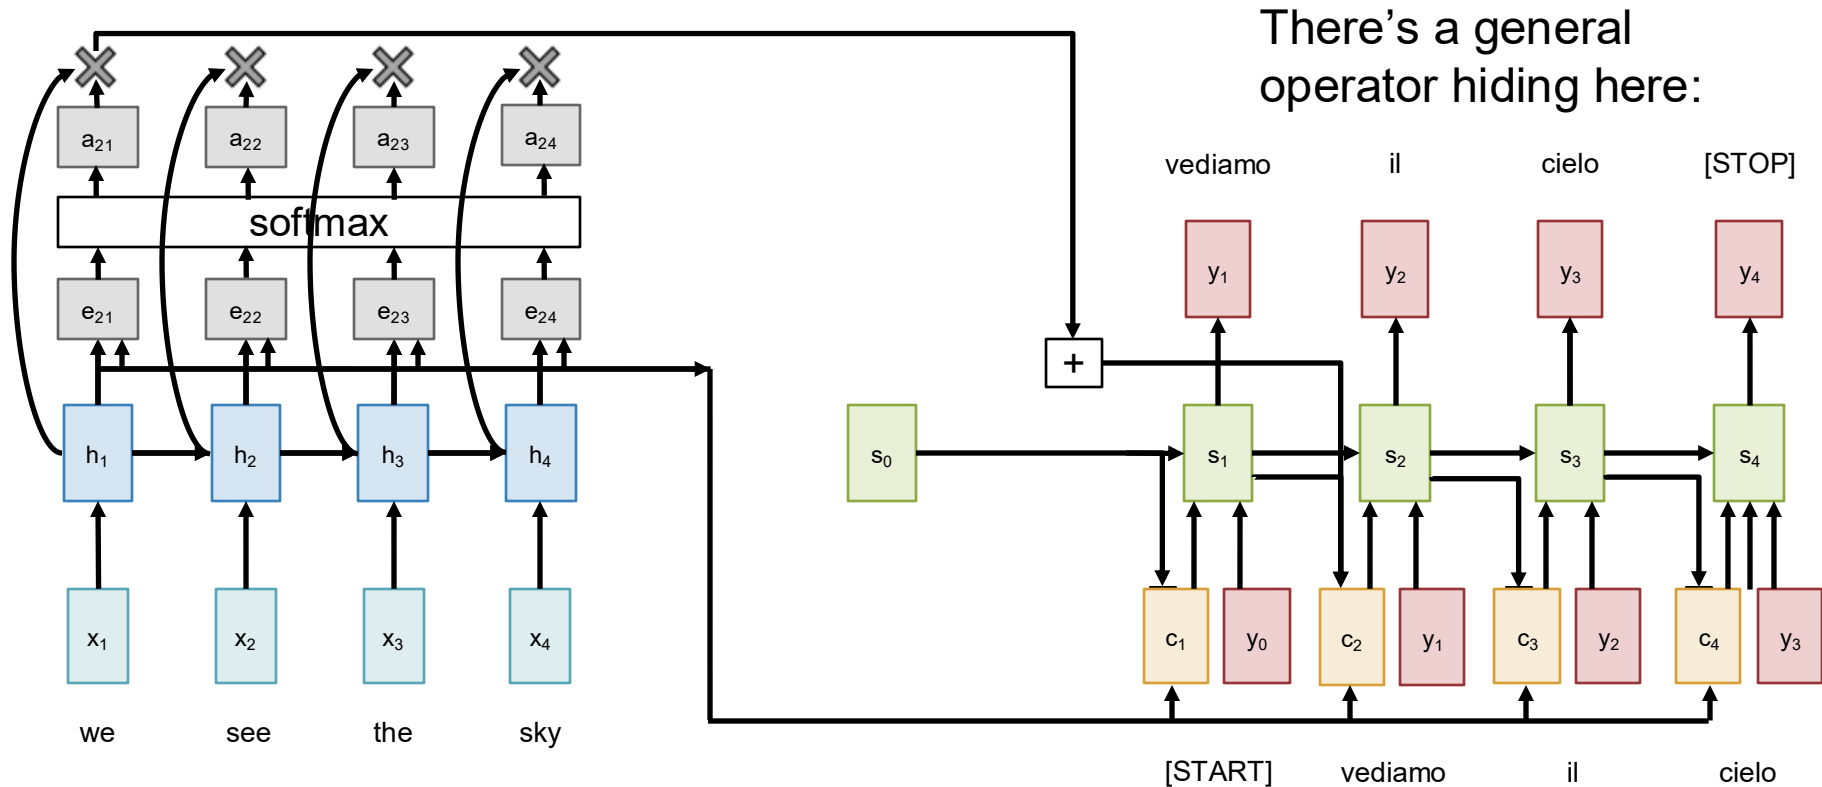 There’s a general
operator hiding here:
a21 a22 a23 a24
vediamo il cielo [STOP]
softmax
y1 y2 y3 y4
e21 e22 e23 e24
+
h1 h2 h3 h4 s0 s1 s2 s3 s4
x1 x2 x3 x4 c1 y0 c2 y1 c3 y2 c4 y3
we see the sky
[START] vediamo il cielo